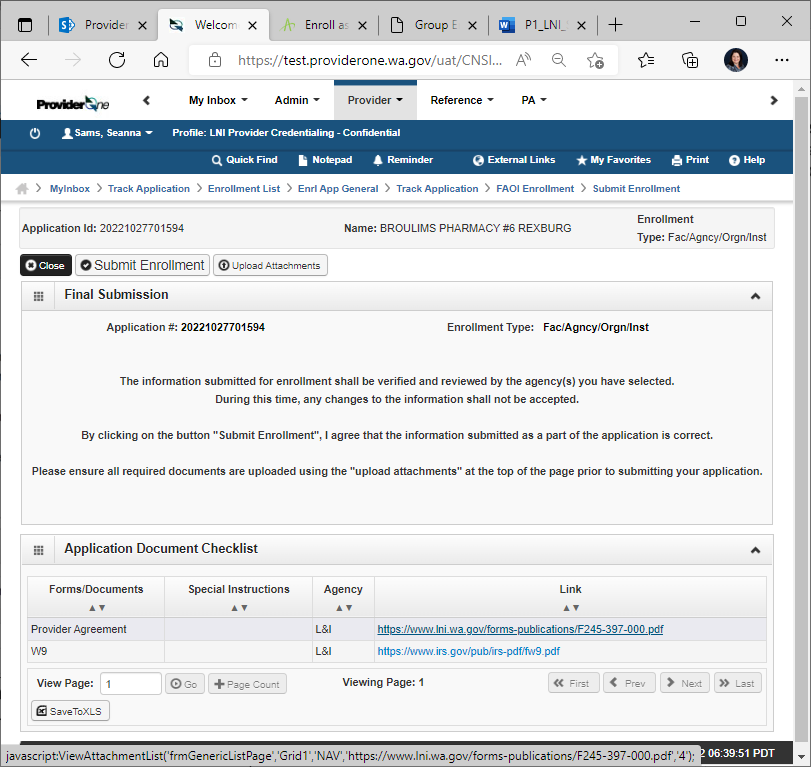 Provider
Welcom
Enroll as
Group E
P1_LNI_
https://test.providerone.wa.gov/uat/CNSI...
ProviderOne
My Inbox
Admin
Provider
Reference
PA
Sams, Seanna
Profile: LNI Provider Credentialing - Confidential
Quick Find
Notepad
Reminder
External Links
My Favorites
Print
Help
MyInbox > Track Application > Enrollment List > Enrl App General > Track Application > FAOI Enrollment > Submit Enrollment
Application Id: 20221027701594
Name: BROULIMS PHARMACY #6 REXBURG
Enrollment
Type: Fac/Agncy/Orgn/Inst
Close
Submit Enrollment
Upload Attachments
Final Submission
Application #: 20221027701594
Enrollment Type: Fac/Agncy/Orgn/Inst
The information submitted for enrollment shall be verified and reviewed by the agency(s) you have selected.
During this time, any changes to the information shall not be accepted.
By clicking on the button "Submit Enrollment", I agree that the information submitted as a part of the application is correct.
Please ensure all required documents are uploaded using the "upload attachments" at the top of the page prior to submitting your application.
Application Document Checklist
Forms/Documents Special Instructions Agency Link
Provider Agreement L&I https://www.lni.wa.gov/forms-publications/F245-397-000.pdf
W9 L&I https://www.irs.gov/pub/irs-pdf/fw9.pdf
View Page: 1
Go
Page Count
Viewing Page: 1
First
Prev
Next
Last
SaveToXLS
javascript:ViewAttachmentList('frmGenericListPage','Grid1','NAV','https://www.lni.wa.gov/forms-publications/F245-397-000.pdf','4');
2 06:39:51 PDT